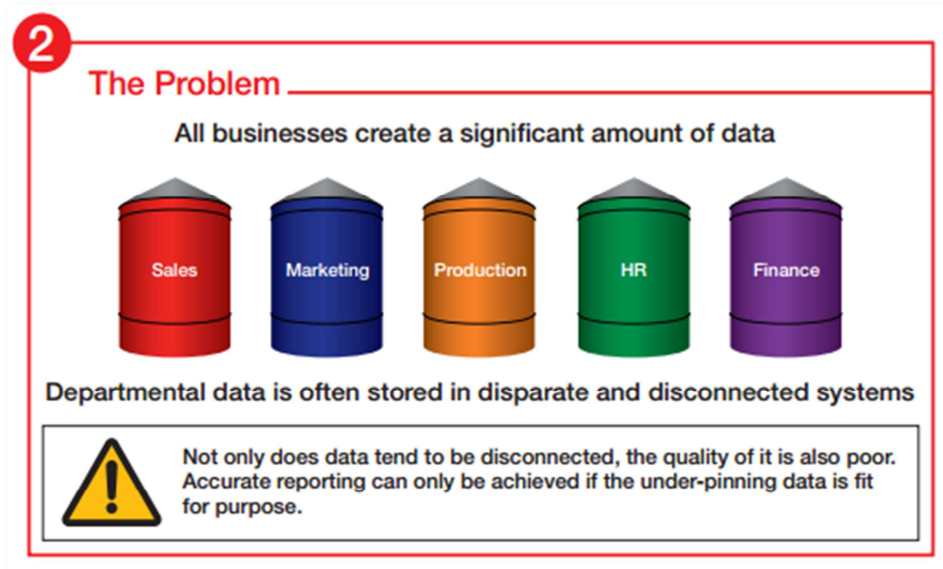 2
The Problem
All businesses create a significant amount of data
Sales
Marketing
Production
HR
Finance
Departmental data is often stored in disparate and disconnected systems
Not only does data tend to be disconnected, the quality of it is also poor.
Accurate reporting can only be achieved if the under-pinning data is fit
for purpose.